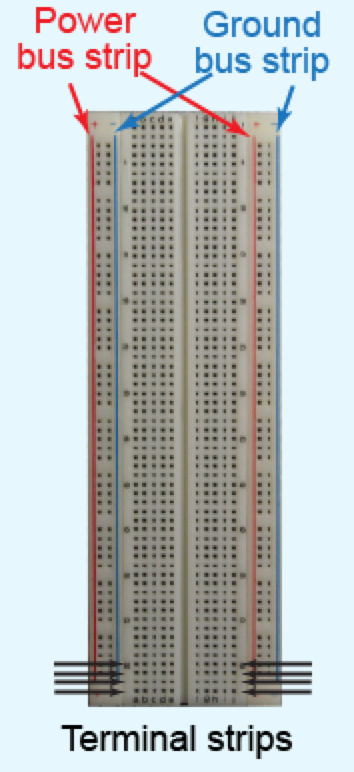 Power
bus strip
Ground
bus strip
+ −
+ −
a b c d e
a b c d e
Terminal strips